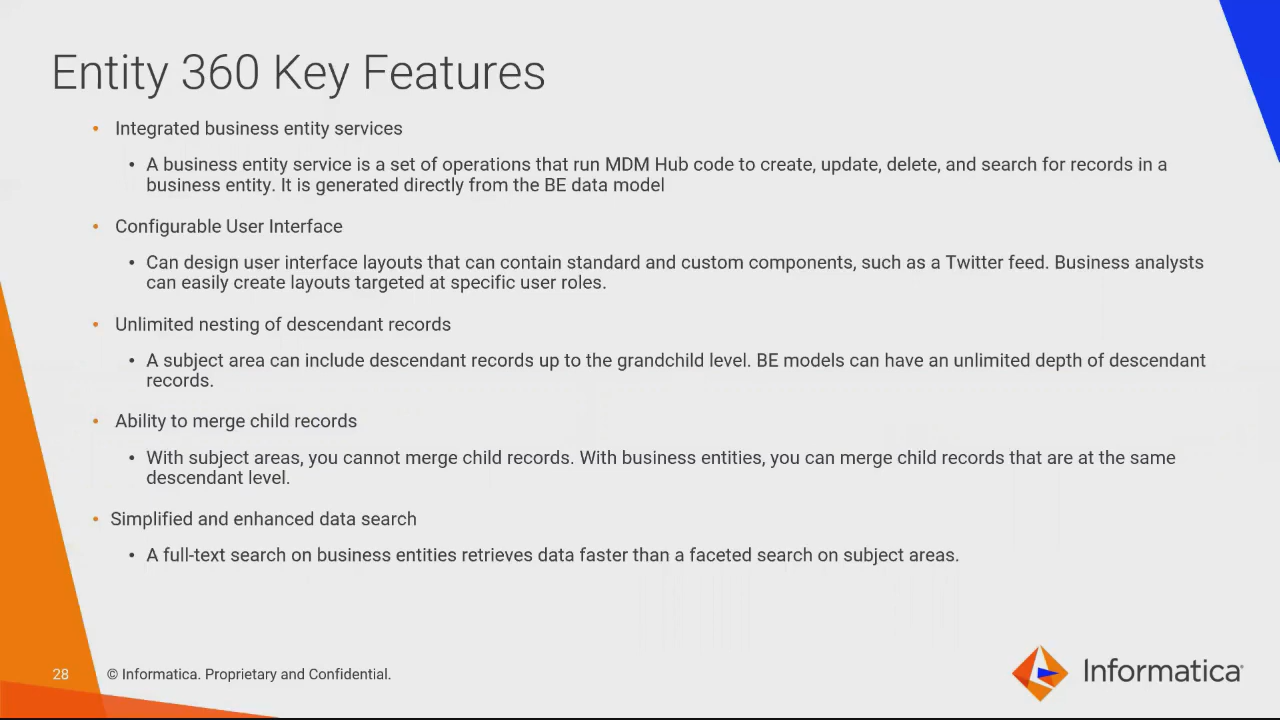 Entity 360 Key Features
• Integrated business entity services
• A business entity service is a set of operations that run MDM Hub code to create, update, delete, and search for records in a
business entity. It is generated directly from the BE data model
• Configurable User Interface
• Can design user interface layouts that can contain standard and custom components, such as a Twitter feed. Business analysts
can easily create layouts targeted at specific user roles.
• Unlimited nesting of descendant records
• A subject area can include descendant records up to the grandchild level. BE models can have an unlimited depth of descendant
records.
• Ability to merge child records
• With subject areas, you cannot merge child records. With business entities, you can merge child records that are at the same
descendant level.
• Simplified and enhanced data search
• A full-text search on business entities retrieves data faster than a faceted search on subject areas.
28 © Informatica. Proprietary and Confidential.
Informatica